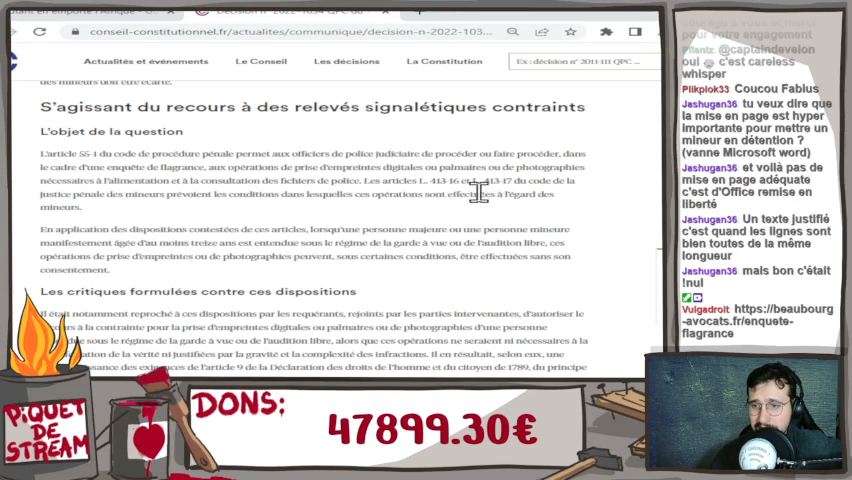 Décision n° 2022-1034 QPC du
conseil-constitutionnel.fr/actualites/communique/decision-n-2022-103...
Actualités et événements
Le Conseil
Les décisions
La Constitution
Ex : décision n° 2011-111 QPC ...
des mineurs doit être écarté.
S'agissant du recours à des relevés signalétiques contraints
L'objet de la question
L'article 55-1 du code de procédure pénale permet aux officiers de police judiciaire de procéder ou faire procéder, dans
le cadre d'une enquête de flagrance, aux opérations de prise d'empreintes digitales ou palmaires ou de photographies
nécessaires à l'alimentation et à la consultation des fichiers de police. Les articles L. 413-16 et L. 413-17 du code de la
justice pénale des mineurs prévoient les conditions dans lesquelles ces opérations sont effectuées à l'égard des
mineurs.
En application des dispositions contestées de ces articles, lorsqu'une personne majeure ou une personne mineure
manifestement âgée d'au moins treize ans est entendue sous le régime de la garde à vue ou de l'audition libre, ces
opérations de prise d'empreintes ou de photographies peuvent, sous certaines conditions, être effectuées sans son
consentement.
Les critiques formulées contre ces dispositions
Il était notamment reproché à ces dispositions par les requérants, rejoints par les parties intervenantes, d'autoriser le
à la contrainte pour la prise d'empreintes digitales ou palmaires ou de photographies d'une personne
sous le régime de la garde à vue ou de l'audition libre, alors que ces opérations ne seraient ni nécessaires à la
de la vérité ni justifiées par la gravité et la complexité des infractions. Il en résultait, selon eux, une
des exigences de l'article 9 de la Déclaration des droits de l'homme et du citoyen de 1789, du principe
pour votre engagement
Pliantz @captaindevelon
oui c'est careless
whisper
Plikplok33 Coucou Fabius
Jashugan36 tu veux dire que
la mise en page est hyper
importante pour mettre un
mineur en détention ?
(vanne Microsoft word)
Jashugan36 et voilà pas de
mise en page adéquate
c'est d'Office remise en
liberté
Jashugan36 Un texte justifié
c'est quand les lignes sont
bien toutes de la même
longueur
Jashugan36 mais bon c'était
!nul
Vulgadroit https://beaubourg
-avocats.fr/enquete-
flagrance
PIQUET
DE
STREAM
DONS:
47899.30€